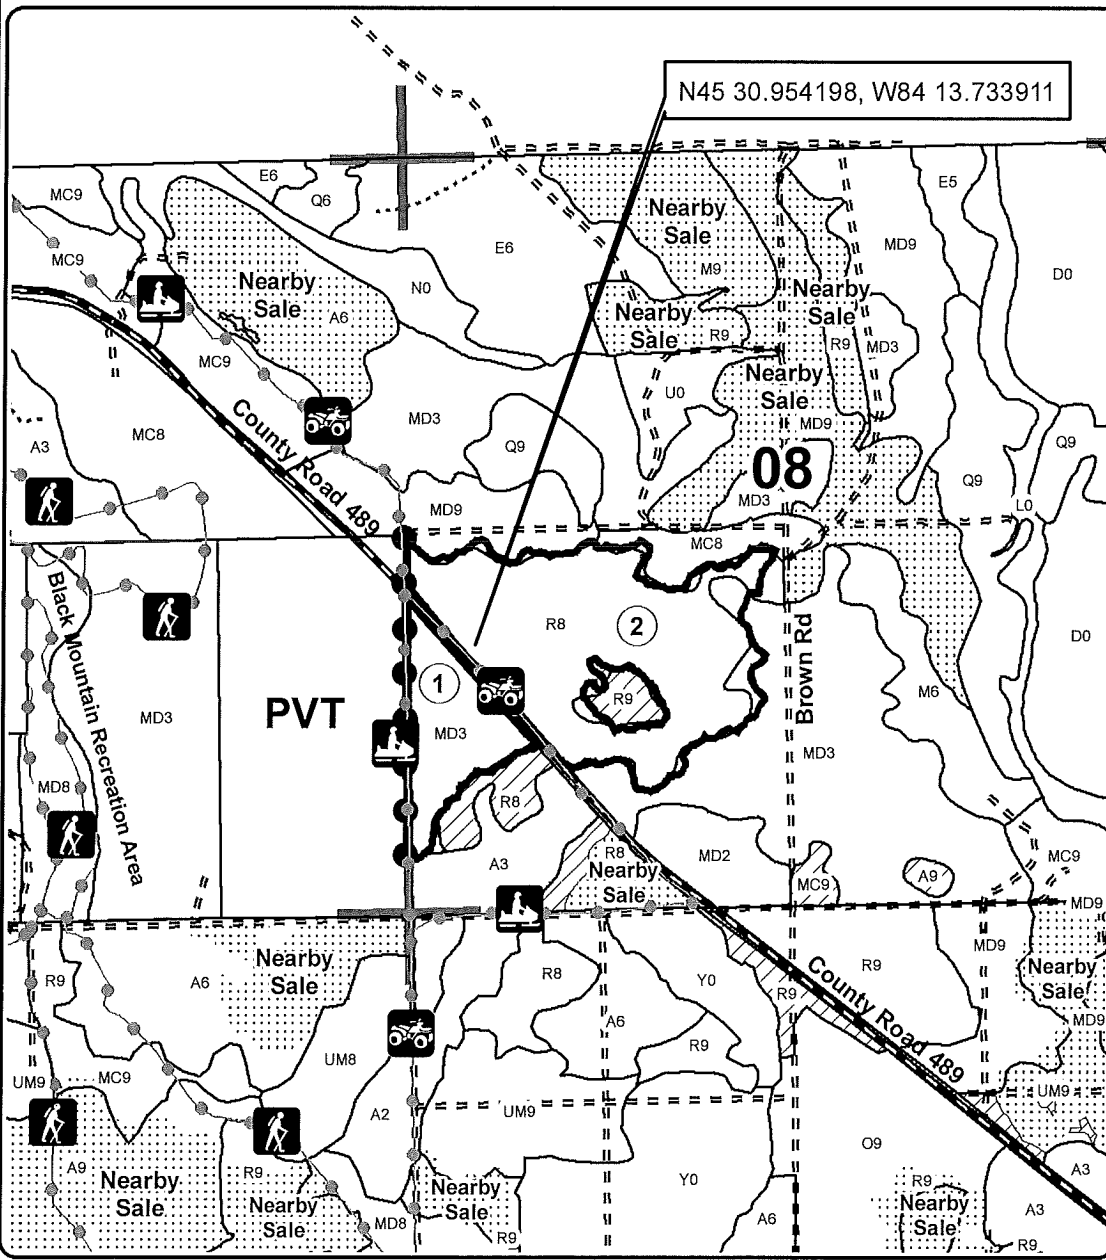 N45 30.954198, W84 13.733911
E6
Q6
MC9
E5
MC9
Nearby
Sale
E6
MD9
Nearby
Sale
A6
N0
M9
D0
Nearby
Sale
Nearby
Sale
R9
R9
MD3
MC9
Nearby
Sale
U0
County Road 489
MD3
MD9
A3
MC8
Q9
08
Q9
MD3
L0
MD9
MC8
Black Mountain Recreation Area
R8
2
D0
Brown Rd
1
R9
M6
PVT
MD3
MD3
MD3
MD8
R8
A3
R8
Nearby
Sale
MD2
MC9
A9
MC9
MD9
MD9
R9
A6
Nearby
Sale
R8
Y0
R9
R9
County Road 489
Nearby
Sale
MD9
A6
R9
UM8
UM9
MC9
A2
UM9
UM9
O9
A9
R9
Nearby
Sale
Nearby
Sale
MD8
Nearby
Sale
R9
Y0
A6
R9
Nearby
Sale
A3
A3
R9